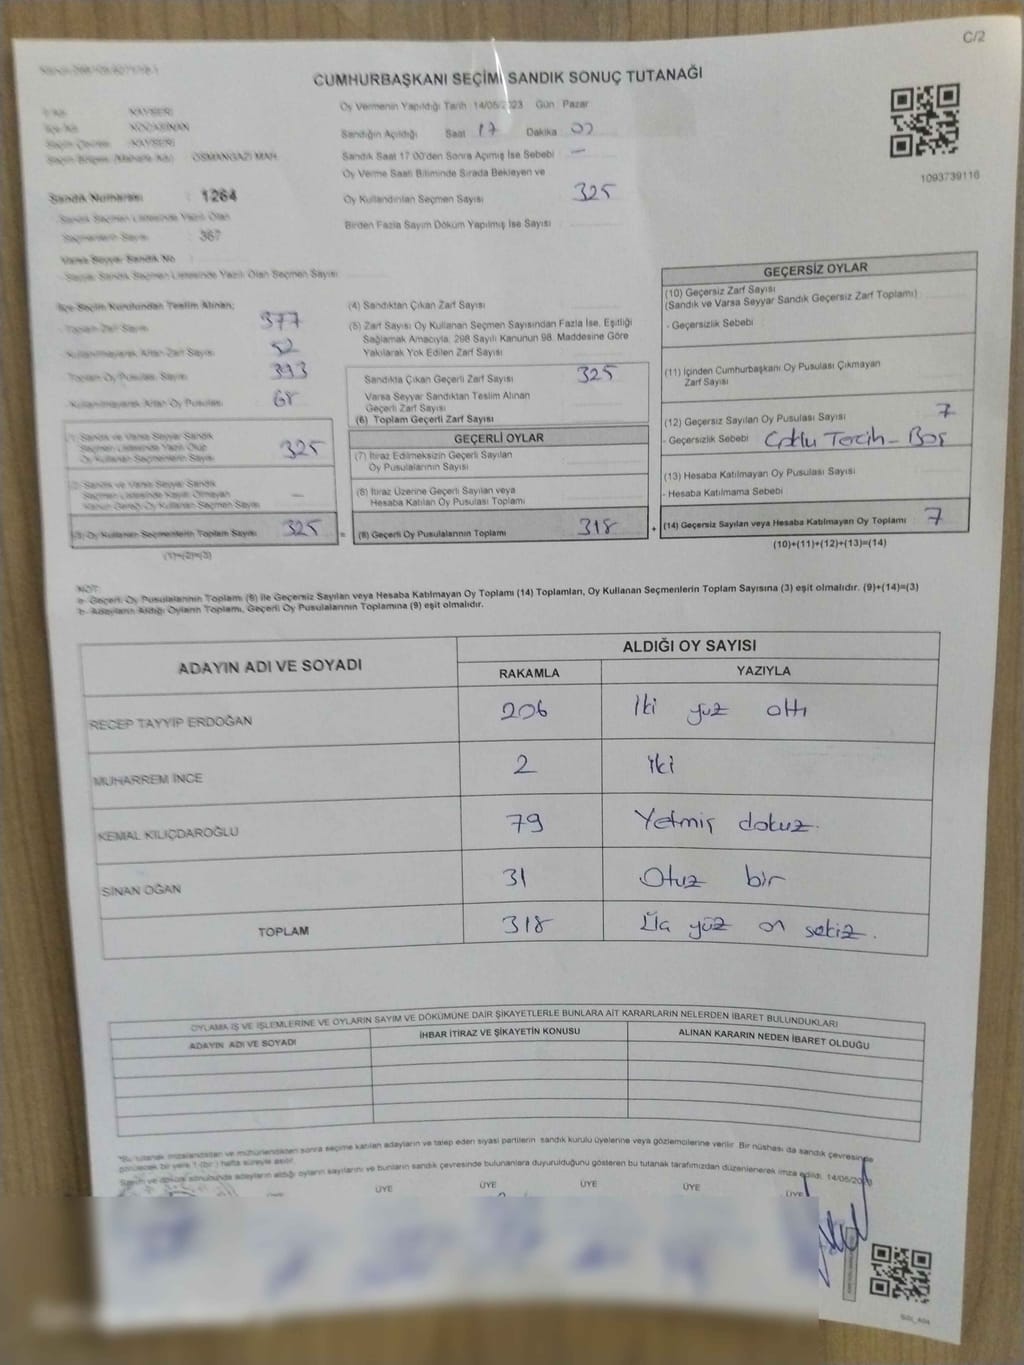 C/2
CUMHURBAŞKANI SEÇİMİ SANDIK SONUÇ TUTANAĞI
KAYSERİ
KOCASİNAN
KAYSERİ
OSMANGAZİ MAH.
Sandık Numarası : 1264
Sandık Seçmen Listesinde Yazılı Olan
Seçmenlerin Sayısı : 367
Varsa Seyyar Sandık No
Seyyar Sandık Seçmen Listesinde Yazılı Olan Seçmen Sayısı
Oy Vermenin Yapıldığı Tarih 14/05/2023 Gün Pazar
Sandığın Açıldığı Saat 17 Dakika 00
Sandık Saat 17:00'den Sonra Açımış İse Sebebi —
Oy Verme Saati Bitiminde Sırada Bekleyen ve
Oy Kullandırılan Seçmen Sayısı 325
Birden Fazla Sayım Döküm Yapılmış İse Sayısı
1093739116
İlçe Seçim Kurulundan Teslim Alınan;
- Toplam Zarf Sayısı 377
- Kullanılmayarak Artan Zarf Sayısı 52
- Toplam Oy Pusulası Sayısı 393
- Kullanılmayarak Artan Oy Pusulası 68
(1) Sandık ve Varsa Seyyar Sandık
Seçmen Listesinde Yazılı Olup
Oy Kullanan Seçmenlerin Sayısı 325
(2) Sandık ve Varsa Seyyar Sandık
Seçmen Listesinde Kayıtlı Olmayan
Kanun Gereği Oy Kullanan Seçmen Sayısı —
(3) Oy Kullanan Seçmenlerin Toplam Sayısı 325 =
(1)+(2)=(3)
(4) Sandıktan Çıkan Zarf Sayısı
(5) Zarf Sayısı Oy Kullanan Seçmen Sayısından Fazla İse, Eşitliği
Sağlamak Amacıyla, 298 Sayılı Kanunun 98. Maddesine Göre
Yakılarak Yok Edilen Zarf Sayısı
Sandıkta Çıkan Geçerli Zarf Sayısı 325
Varsa Seyyar Sandıktan Teslim Alınan
Geçerli Zarf Sayısı
(6) Toplam Geçerli Zarf Sayısı
GEÇERLİ OYLAR
(7) İtiraz Edilmeksizin Geçerli Sayılan
Oy Pusulalarının Sayısı
(8) İtiraz Üzerine Geçerli Sayılan veya
Hesaba Katılan Oy Pusulası Toplamı
(9) Geçerli Oy Pusulalarının Toplamı 318 +
GEÇERSİZ OYLAR
(10) Geçersiz Zarf Sayısı
(Sandık ve Varsa Seyyar Sandık Geçersiz Zarf Toplamı)
- Geçersizlik Sebebi
(11) İçinden Cumhurbaşkanı Oy Pusulası Çıkmayan
Zarf Sayısı
(12) Geçersiz Sayılan Oy Pusulası Sayısı 7
- Geçersizlik Sebebi Çoklu Tercih - Boş
(13) Hesaba Katılmayan Oy Pusulası Sayısı
- Hesaba Katılmama Sebebi
(14) Geçersiz Sayılan veya Hesaba Katılmayan Oy Toplamı 7
(10)+(11)+(12)+(13)=(14)
NOT:
a- Geçerli Oy Pusulalarının Toplamı (9) ile Geçersiz Sayılan veya Hesaba Katılmayan Oy Toplamı (14) Toplamları, Oy Kullanan Seçmenlerin Toplam Sayısına (3) eşit olmalıdır. (9)+(14)=(3)
b- Adayların Aldığı Oyların Toplamı, Geçerli Oy Pusulalarının Toplamına (9) eşit olmalıdır.
ADAYIN ADI VE SOYADI
ALDIĞI OY SAYISI
RAKAMLA YAZIYLA
RECEP TAYYİP ERDOĞAN 206 İki yüz altı
MUHARREM İNCE 2 iki
KEMAL KILIÇDAROĞLU 79 Yetmiş dokuz.
SİNAN OĞAN 31 Otuz bir
TOPLAM 318 Üç yüz on sekiz.
OYLAMA İŞ VE İŞLEMLERİNE VE OYLARIN SAYIM VE DÖKÜMÜNE DAİR ŞİKAYETLERLE BUNLARA AİT KARARLARIN NELERDEN İBARET BULUNDUKLARI
ADAYIN ADI VE SOYADI İHBAR İTİRAZ VE ŞİKAYETİN KONUSU ALINAN KARARIN NEDEN İBARET OLDUĞU
*Bu tutanak imzalandıktan ve mühürlendikten sonra seçime katılan adayların ve talep eden siyasi partilerin sandık kurulu üyelerine veya gözlemcilerine verilir. Bir nüshası da sandık çevresinde
görülecek bir yere 1 (bir) hafta süreyle asılır.
Sayım ve döküm sonubunda adayların aldığı oyların sayılarını ve bunların sandık çevresinde bulunanlara duyurulduğunu gösteren bu tutanak tarafımızdan düzenlenerek imza edildi. 14/05/2023
ÜYE ÜYE ÜYE ÜYE ÜYE